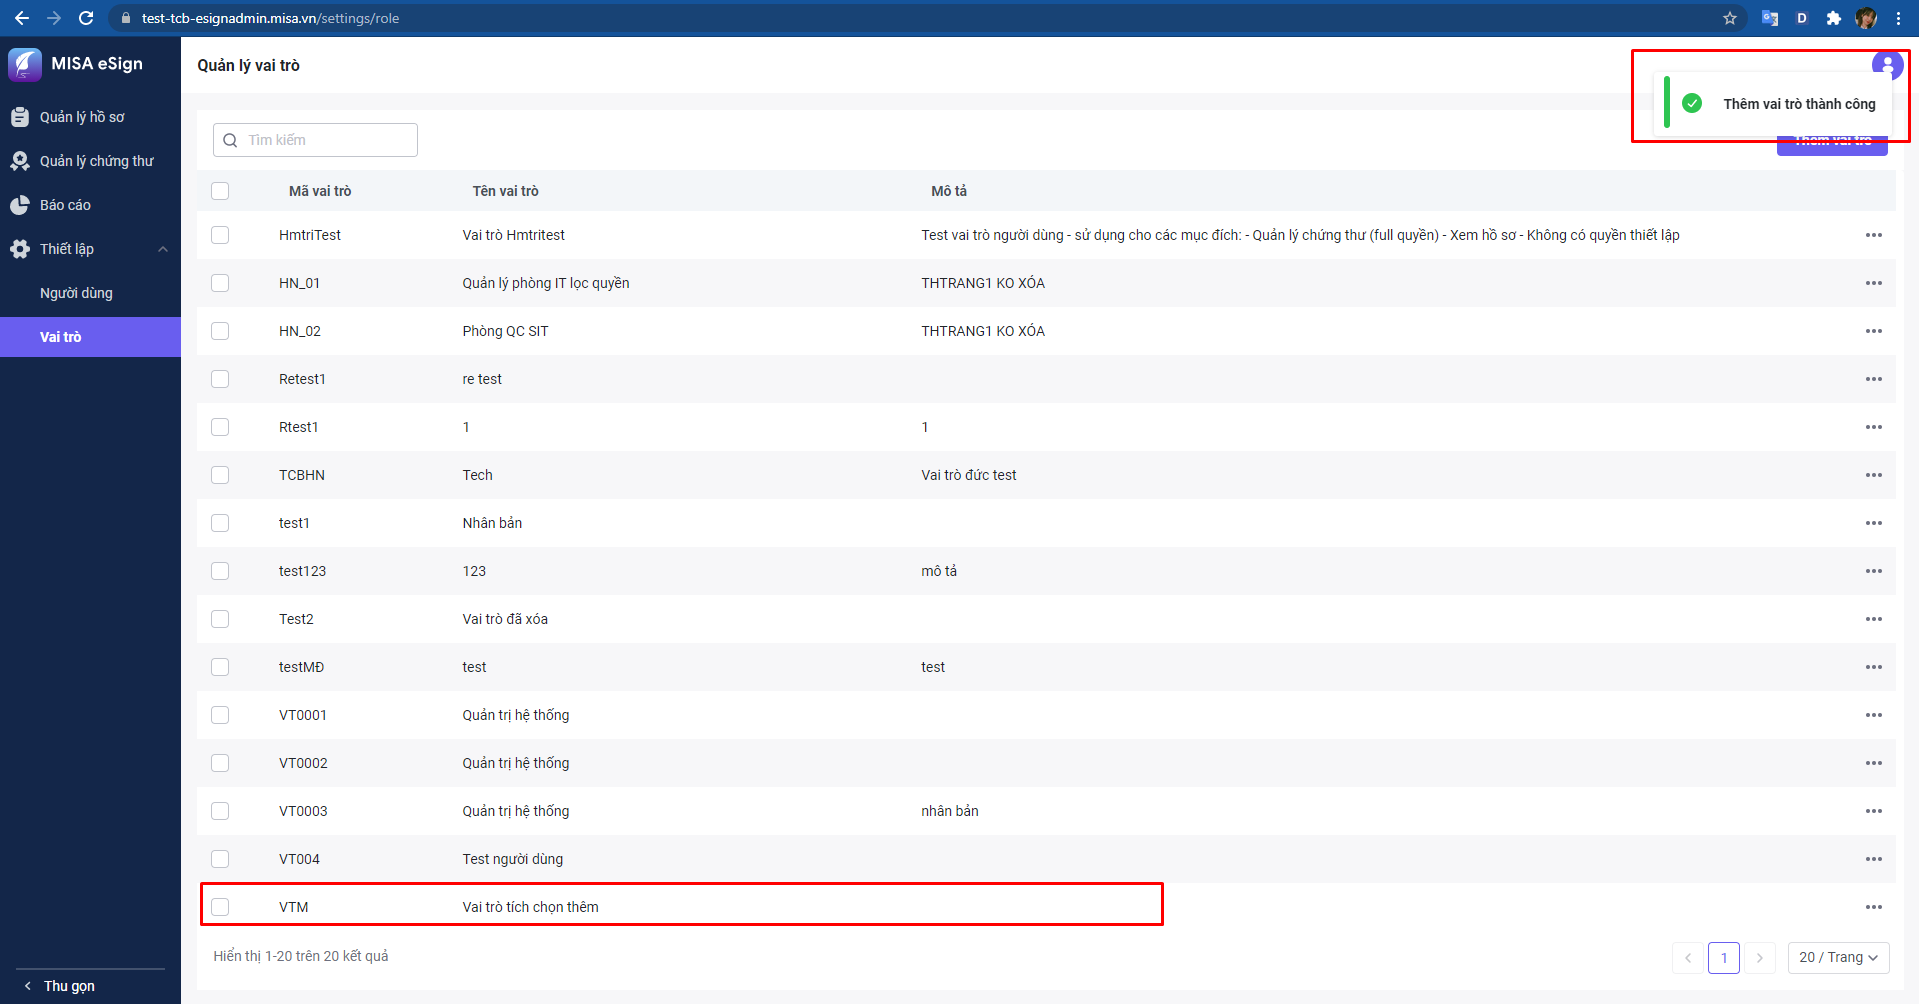 test-tcb-esignadmin.misa.vn/settings/role
MISA eSign
Quản lý hồ sơ
Quản lý chứng thư
Báo cáo
Thiết lập
Người dùng
Vai trò
Thu gọn
Quản lý vai trò
Thêm vai trò thành công
Tìm kiếm
Thêm vai trò
Mã vai trò Tên vai trò Mô tả
HmtriTest Vai trò Hmtritest Test vai trò người dùng - sử dụng cho các mục đích: - Quản lý chứng thư (full quyền) - Xem hồ sơ - Không có quyền thiết lập
HN_01 Quản lý phòng IT lọc quyền THTRANG1 KO XÓA
HN_02 Phòng QC SIT THTRANG1 KO XÓA
Retest1 re test
Rtest1 1 1
TCBHN Tech Vai trò đức test
test1 Nhân bản
test123 123 mô tả
Test2 Vai trò đã xóa
testMĐ test test
VT0001 Quản trị hệ thống
VT0002 Quản trị hệ thống
VT0003 Quản trị hệ thống nhân bản
VT004 Test người dùng
VTM Vai trò tích chọn thêm
Hiển thị 1-20 trên 20 kết quả
1
20 / Trang